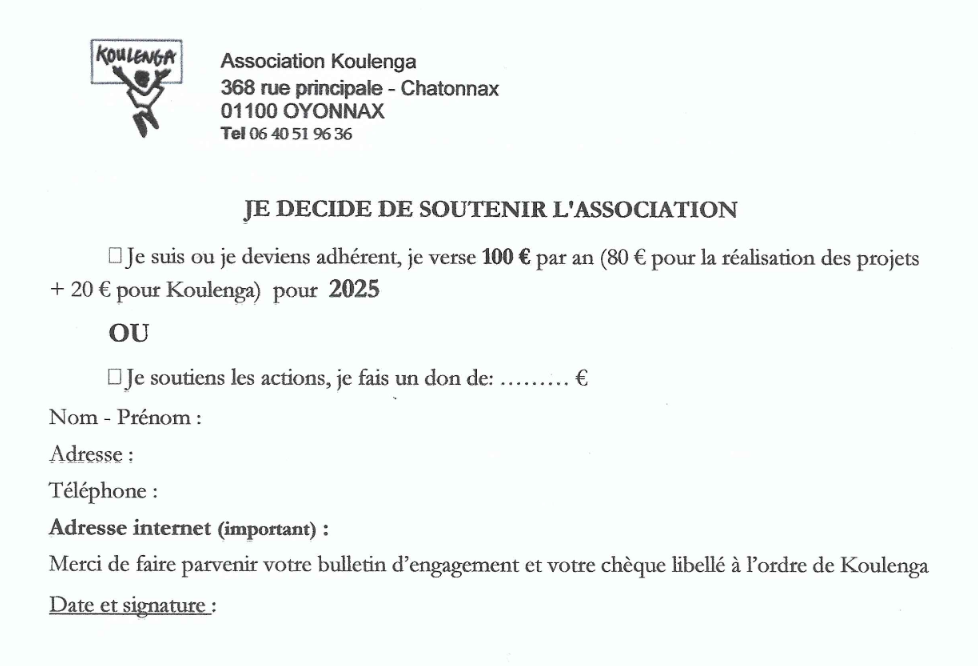 KOULENGA
Association Koulenga
368 rue principale - Chatonnax
01100 OYONNAX
Tel 06 40 51 96 36
JE DECIDE DE SOUTENIR L'ASSOCIATION
□ Je suis ou je deviens adhérent, je verse 100 € par an (80 € pour la réalisation des projets
+ 20 € pour Koulenga) pour 2025
OU
□ Je soutiens les actions, je fais un don de: ......... €
Nom - Prénom :
Adresse :
Téléphone :
Adresse internet (important) :
Merci de faire parvenir votre bulletin d'engagement et votre chèque libellé à l'ordre de Koulenga
Date et signature :